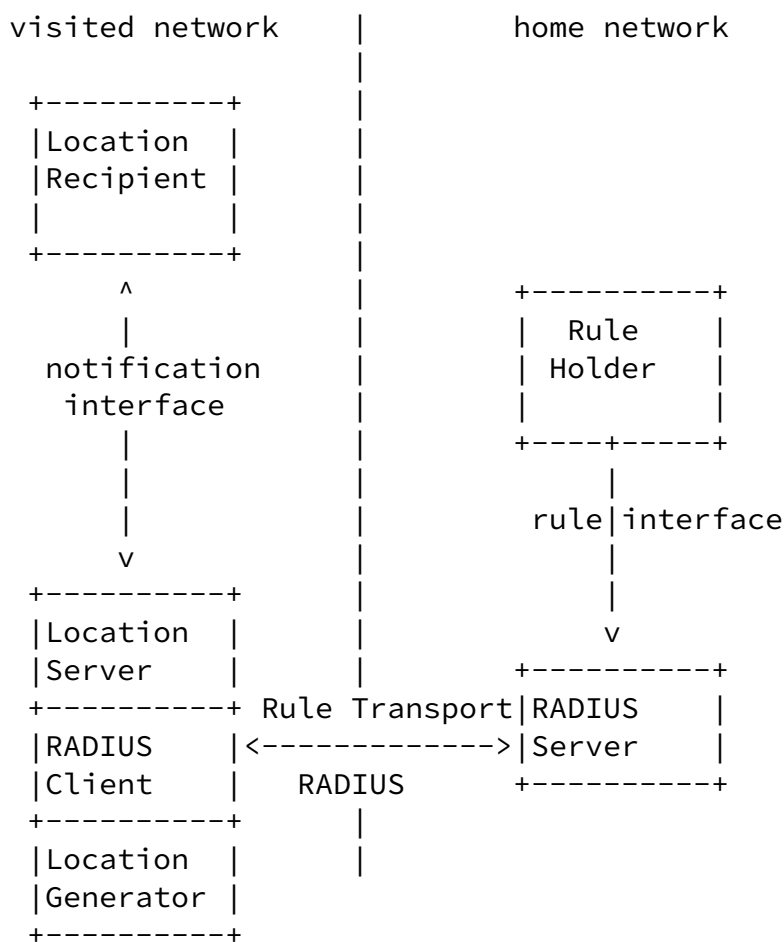 visited network home network
Location
Recipient
Rule
notification Holder
interface
rule interface
Location
Server
Rule Transport RADIUS
RADIUS Server
Client RADIUS
Location
Generator